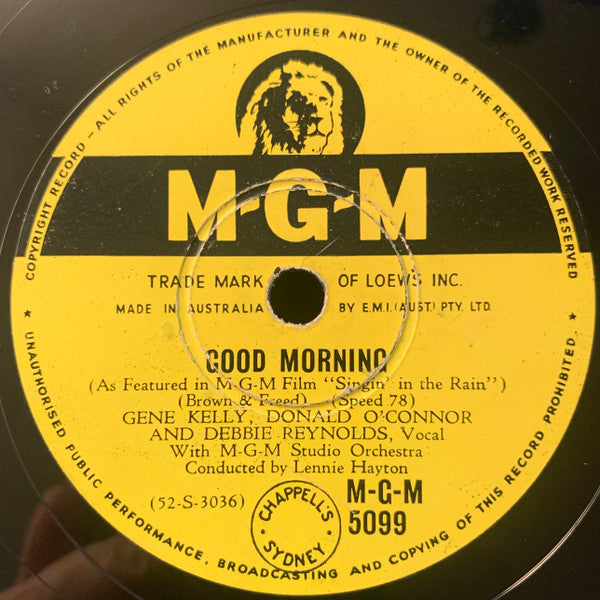 COPYRIGHT RECORD – ALL RIGHTS OF THE MANUFACTURER AND THE OWNER OF THE RECORDED WORK RESERVED
M-G-M
TRADE MARK OF LOEWS INC.
MADE IN AUSTRALIA BY E.M.I.(AUST) PTY. LTD.
GOOD MORNING
(As Featured in M-G-M Film "Singin' in the Rain")
(Brown & Freed) (Speed 78)
GENE KELLY, DONALD O'CONNOR
AND DEBBIE REYNOLDS, Vocal
With M-G-M Studio Orchestra
Conducted by Lennie Hayton
(52-S-3036)
CHAPPELL'S
SYDNEY
M-G-M
5099
★ UNAUTHORISED PUBLIC PERFORMANCE, BROADCASTING AND COPYING OF THIS RECORD PROHIBITED. ★